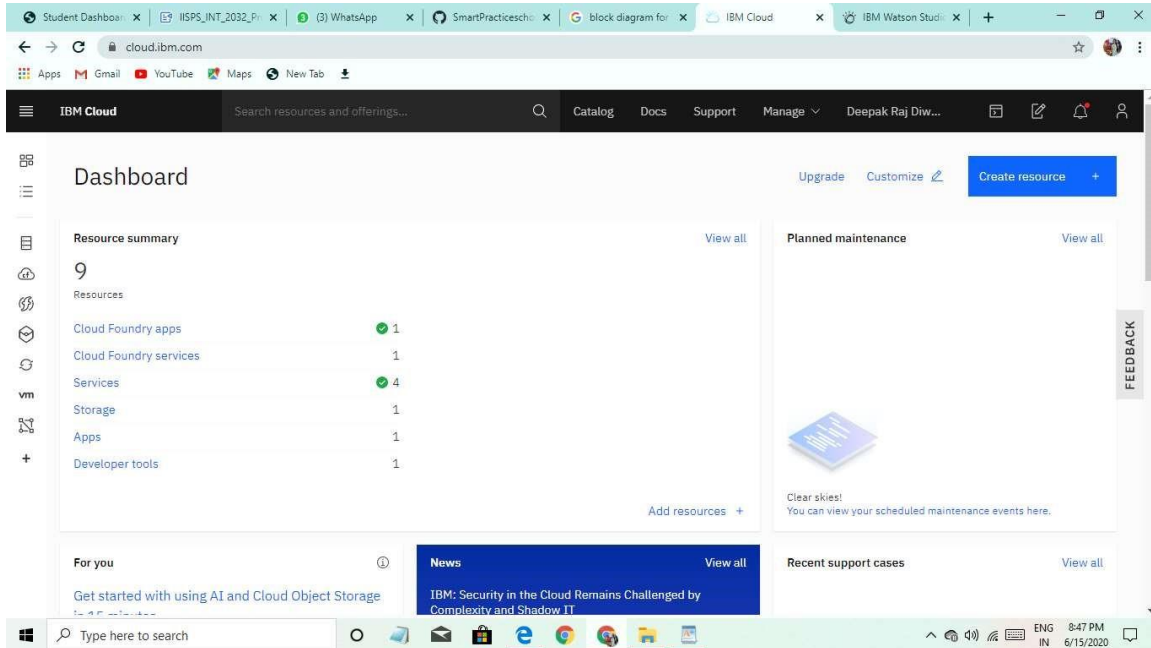 Student Dashboar
IISPS_INT_2032_Pr
(3) WhatsApp
SmartPracticescho
block diagram for
IBM Cloud
IBM Watson Studi
cloud.ibm.com
Apps
Gmail
YouTube
Maps
New Tab
IBM Cloud
Search resources and offerings...
Catalog
Docs
Support
Manage
Deepak Raj Diw...
Dashboard
Upgrade
Customize
Create resource +
Resource summary
View all
9
Resources
Cloud Foundry apps 1
Cloud Foundry services 1
Services 4
Storage 1
Apps 1
Developer tools 1
Add resources +
Planned maintenance
View all
Clear skies!
You can view your scheduled maintenance events here.
FEEDBACK
vm
For you
Get started with using AI and Cloud Object Storage
in 15 minutes
News
View all
IBM: Security in the Cloud Remains Challenged by
Complexity and Shadow IT
Recent support cases
View all
Type here to search
ENG
IN
8:47 PM
6/15/2020